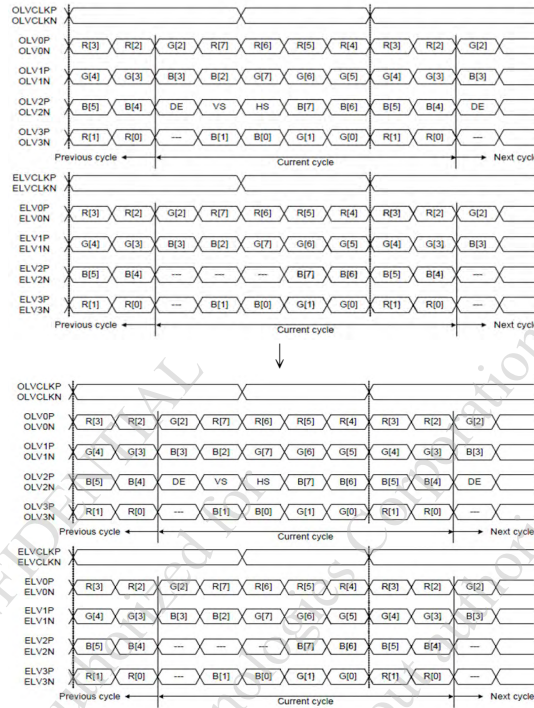 OLVCLKP
OLVCLKN
OLV0P R[3] R[2] G[2] R[7] R[6] R[5] R[4] R[3] R[2] G[2]
OLV0N
OLV1P G[4] G[3] B[3] B[2] G[7] G[6] G[5] G[4] G[3] B[3]
OLV1N
OLV2P B[5] B[4] DE VS HS B[7] B[6] B[5] B[4] DE
OLV2N
OLV3P R[1] R[0] --- B[1] B[0] G[1] G[0] R[1] R[0] ---
OLV3N
Previous cycle Current cycle Next cycle
ELVCLKP
ELVCLKN
ELV0P R[3] R[2] G[2] R[7] R[6] R[5] R[4] R[3] R[2] G[2]
ELV0N
ELV1P G[4] G[3] B[3] B[2] G[7] G[6] G[5] G[4] G[3] B[3]
ELV1N
ELV2P B[5] B[4] --- --- --- B[7] B[6] B[5] B[4] ---
ELV2N
ELV3P R[1] R[0] --- B[1] B[0] G[1] G[0] R[1] R[0] ---
ELV3N
Previous cycle Current cycle Next cycle
OLVCLKP
OLVCLKN
OLV0P R[3] R[2] G[2] R[7] R[6] R[5] R[4] R[3] R[2] G[2]
OLV0N
OLV1P G[4] G[3] B[3] B[2] G[7] G[6] G[5] G[4] G[3] B[3]
OLV1N
OLV2P B[5] B[4] DE VS HS B[7] B[6] B[5] B[4] DE
OLV2N
OLV3P R[1] R[0] --- B[1] B[0] G[1] G[0] R[1] R[0] ---
OLV3N
Previous cycle Current cycle Next cycle
ELVCLKP
ELVCLKN
ELV0P R[3] R[2] G[2] R[7] R[6] R[5] R[4] R[3] R[2] G[2]
ELV0N
ELV1P G[4] G[3] B[3] B[2] G[7] G[6] G[5] G[4] G[3] B[3]
ELV1N
ELV2P B[5] B[4] --- --- --- B[7] B[6] B[5] B[4] ---
ELV2N
ELV3P R[1] R[0] --- B[1] B[0] G[1] G[0] R[1] R[0] ---
ELV3N
Previous cycle Current cycle Next cycle